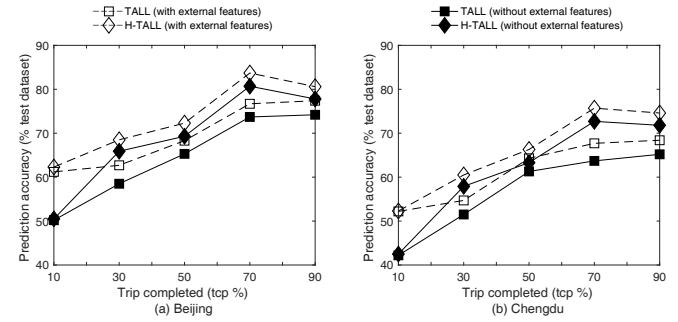 TALL (with external features)
H-TALL (with external features)
TALL (without external features)
H-TALL (without external features)
Prediction accuracy (% test dataset)
90
80
70
60
50
40
10 30 50 70 90
Trip completed (tcp %)
(a) Beijing
Prediction accuracy (% test dataset)
90
80
70
60
50
40
10 30 50 70 90
Trip completed (tcp %)
(b) Chengdu